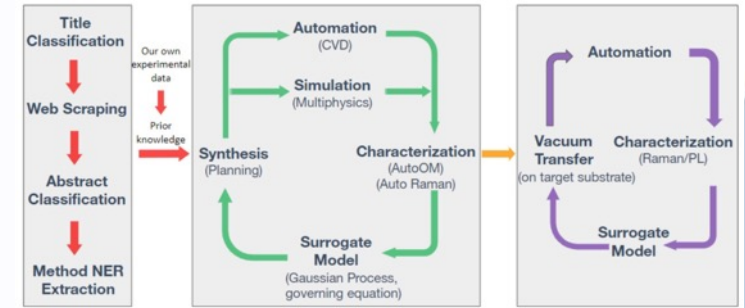 Title
Classification
Web Scraping
Abstract
Classification
Method NER
Extraction
Our own
experimental
data
Prior
knowledge
Automation
(CVD)
Simulation
(Multiphysics)
Synthesis
(Planning)
Characterization
(AutoOM)
(Auto Raman)
Surrogate
Model
(Gaussian Process,
governing equation)
Automation
Vacuum
Transfer
(on target substrate)
Characterization
(Raman/PL)
Surrogate
Model